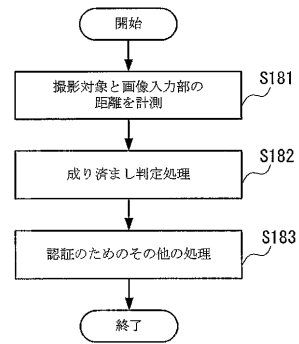 開始
撮影対象と画像入力部の
距離を計測
S181
成り済まし判定処理
S182
認証のためのその他の処理
S183
終了